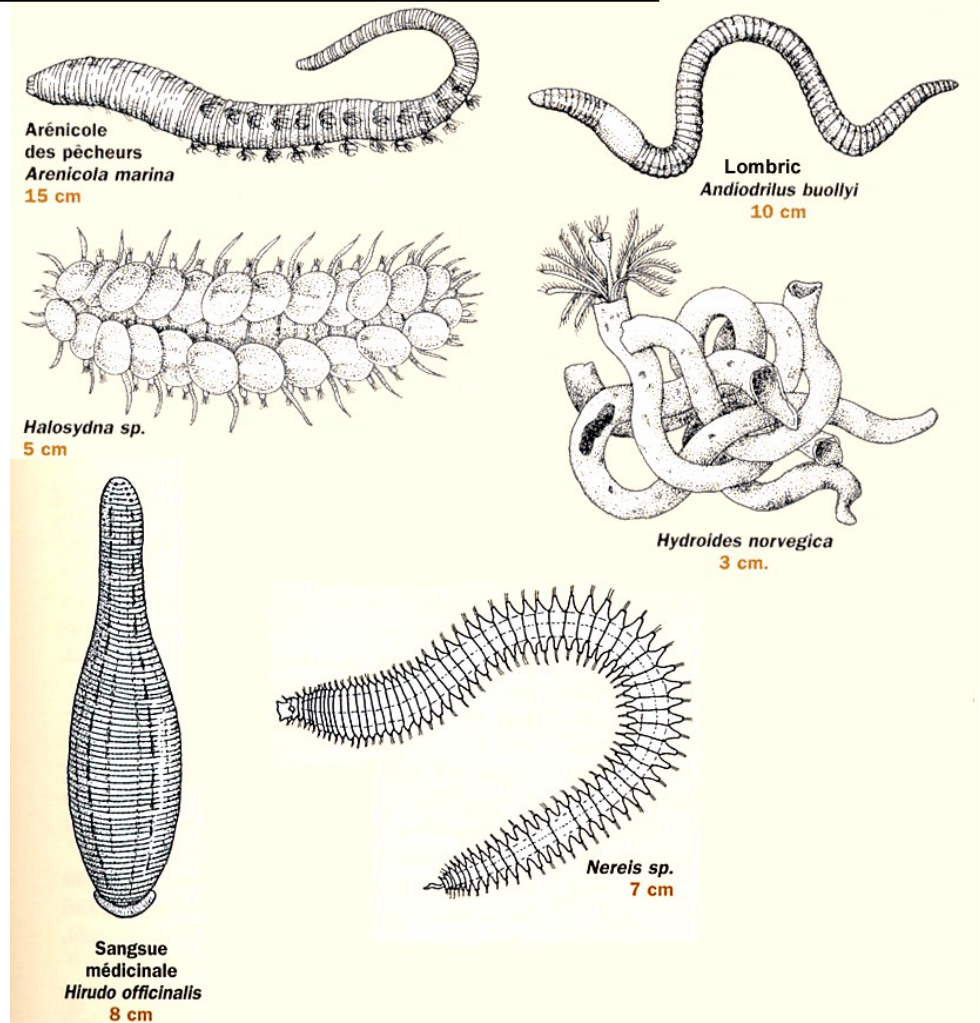 Arénicole
des pêcheurs
Arenicola marina
15 cm
Lombric
Andiodrilus buollyi
10 cm
Halosydna sp.
5 cm
Hydroides norvegica
3 cm.
Nereis sp.
7 cm
Sangsue
médicinale
Hirudo officinalis
8 cm